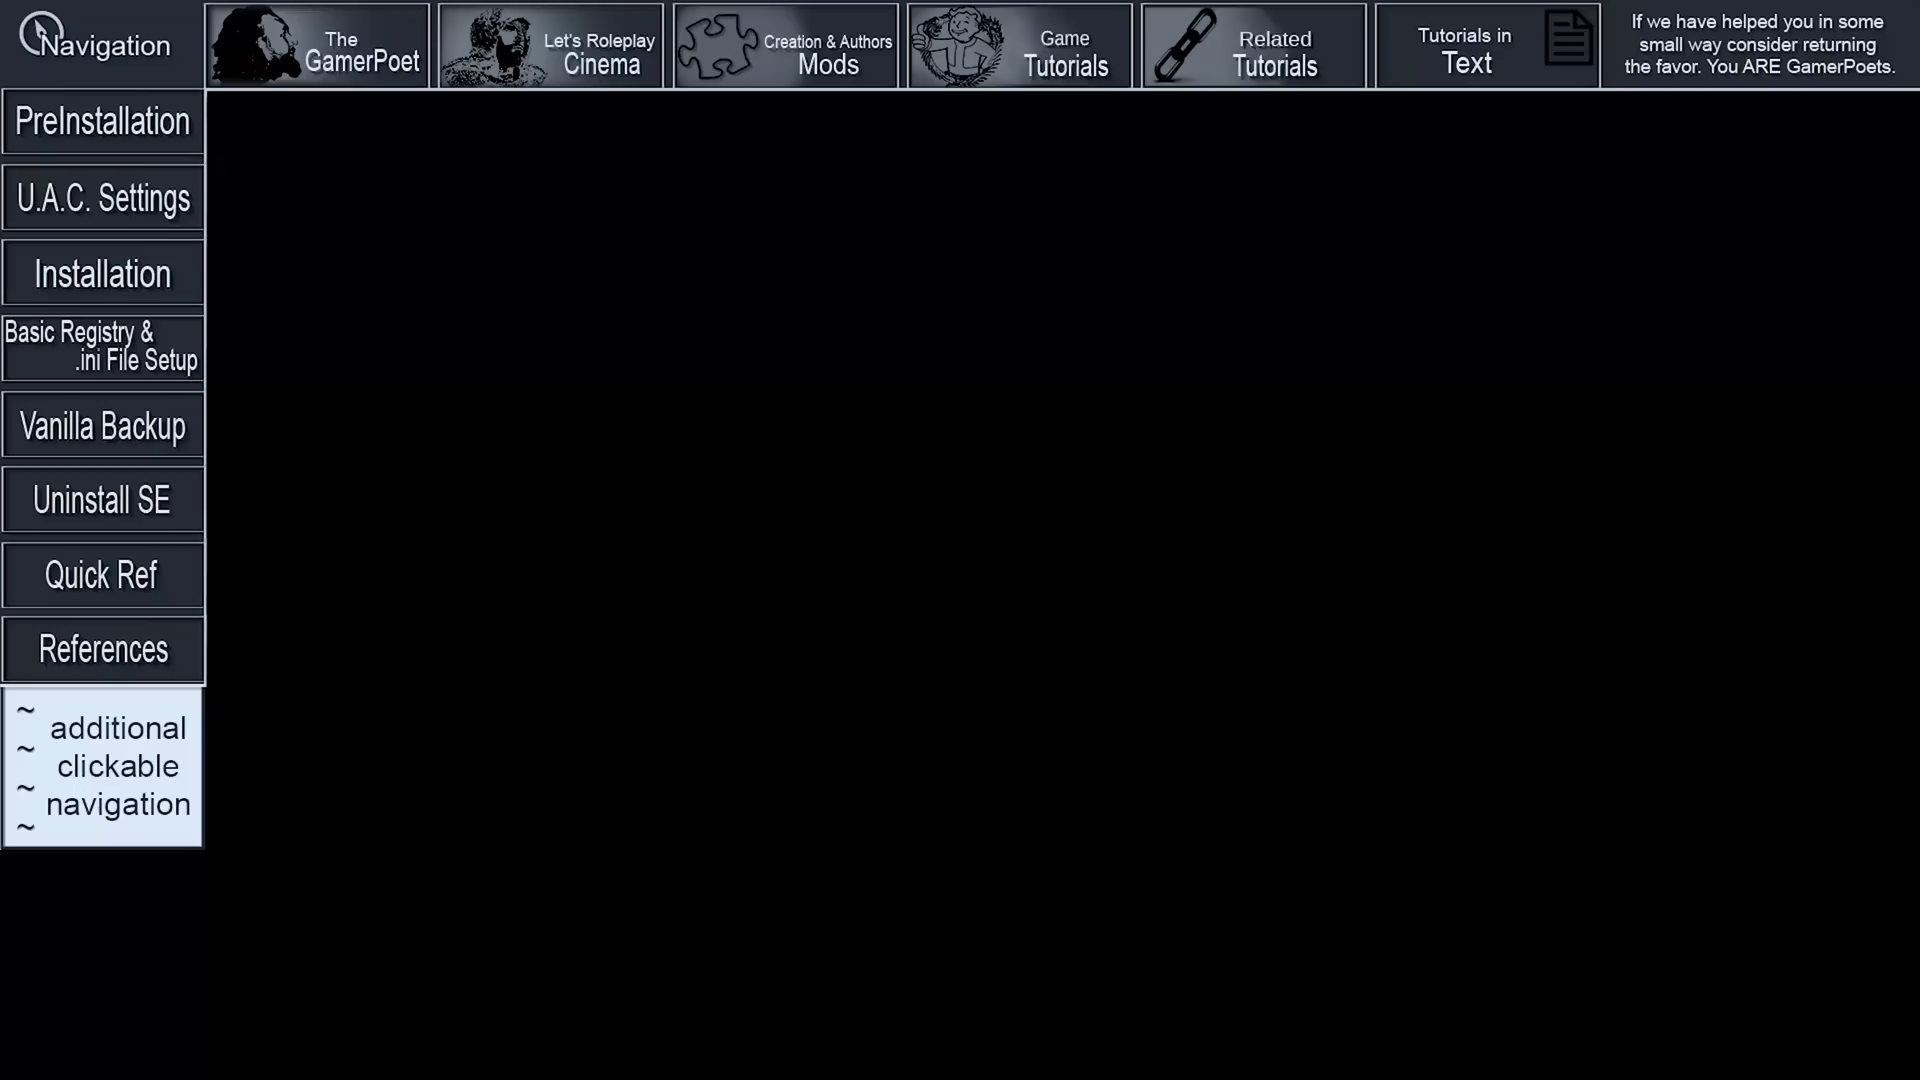 Navigation
The
GamerPoet
Let's Roleplay
Cinema
Creation & Authors
Mods
Game
Tutorials
Related
Tutorials
Tutorials in
Text
If we have helped you in some
small way consider returning
the favor. You ARE GamerPoets.
PreInstallation
U.A.C. Settings
Installation
Basic Registry &
.ini File Setup
Vanilla Backup
Uninstall SE
Quick Ref
References
~
additional
~
clickable
~
navigation
~